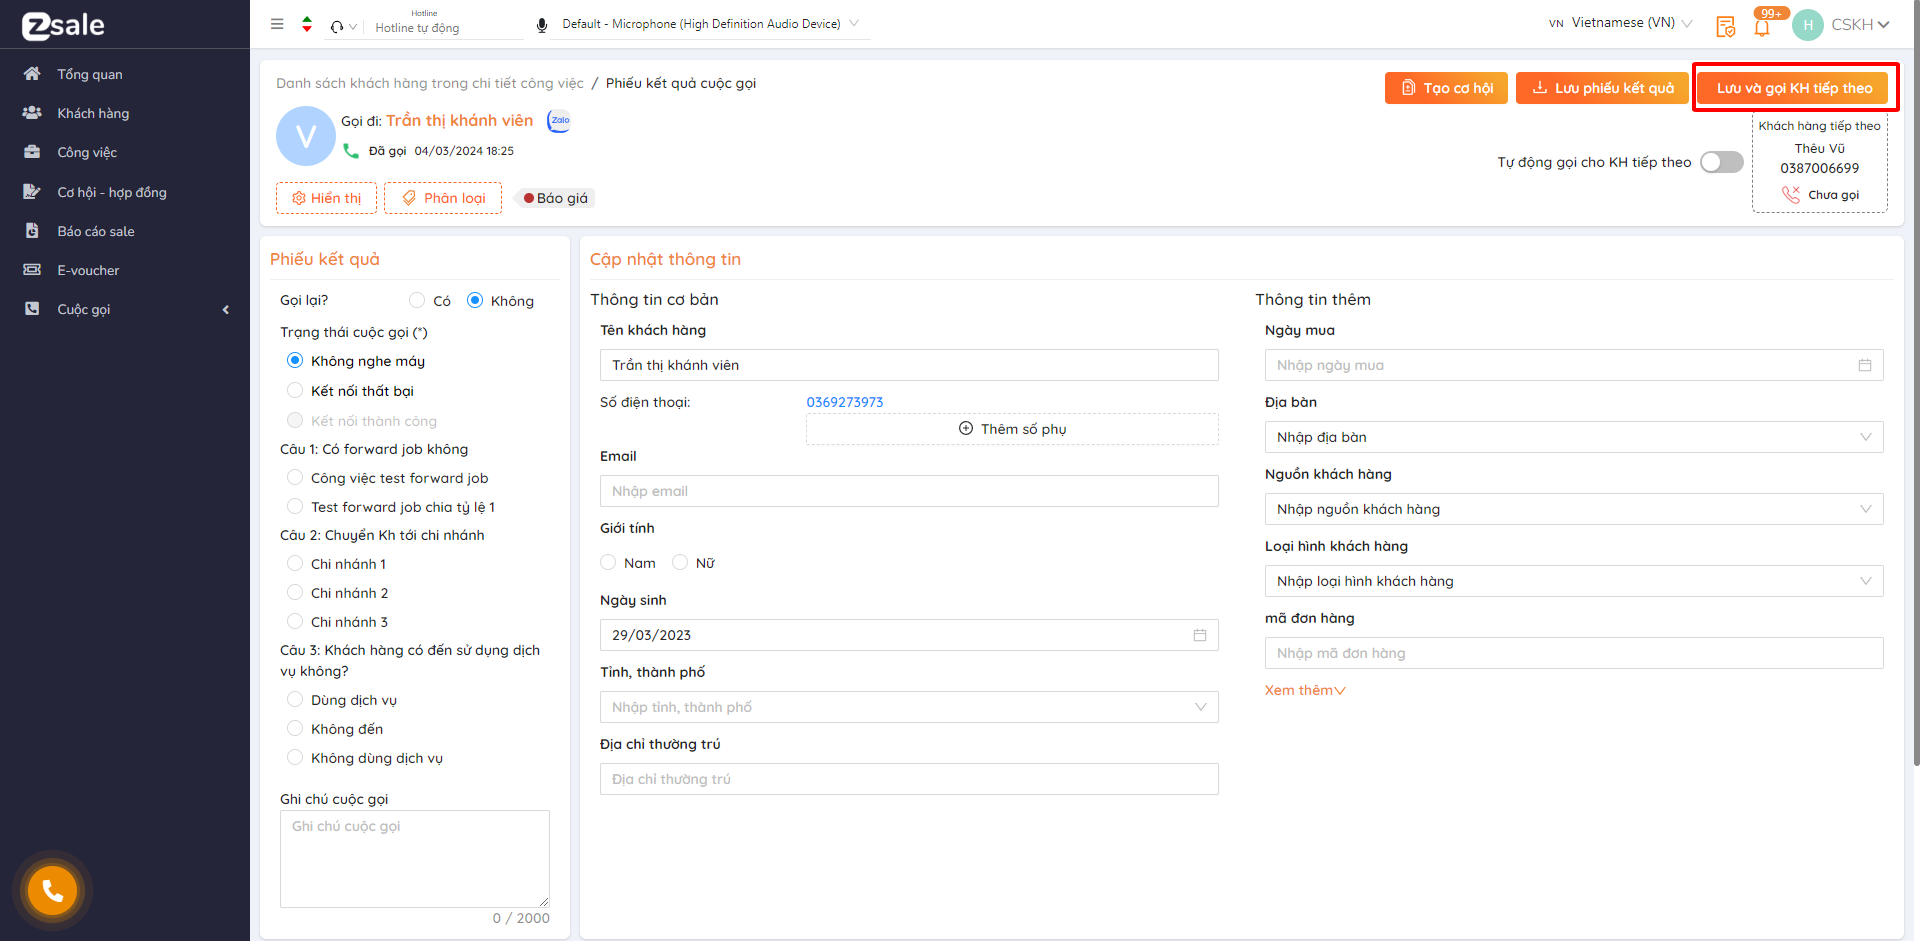 Zsale
Tổng quan
Khách hàng
Công việc
Cơ hội - hợp đồng
Báo cáo sale
E-voucher
Cuộc gọi
Hotline
Hotline tự động
Default - Microphone (High Definition Audio Device)
VN Vietnamese (VN)
99+
H
CSKH
Danh sách khách hàng trong chi tiết công việc / Phiếu kết quả cuộc gọi
Tạo cơ hội
Lưu phiếu kết quả
Lưu và gọi KH tiếp theo
V
Gọi đi: Trần thị khánh viên
Zalo
Đã gọi 04/03/2024 18:25
Hiển thị
Phân loại
Báo giá
Tự động gọi cho KH tiếp theo
Khách hàng tiếp theo
Thêu Vũ
0387006699
Chưa gọi
Phiếu kết quả
Gọi lại?
Có
Không
Trạng thái cuộc gọi (*)
Không nghe máy
Kết nối thất bại
Kết nối thành công
Câu 1: Có forward job không
Công việc test forward job
Test forward job chia tỷ lệ 1
Câu 2: Chuyển Kh tới chi nhánh
Chi nhánh 1
Chi nhánh 2
Chi nhánh 3
Câu 3: Khách hàng có đến sử dụng dịch
vụ không?
Dùng dịch vụ
Không đến
Không dùng dịch vụ
Ghi chú cuộc gọi
Ghi chú cuộc gọi
0 / 2000
Cập nhật thông tin
Thông tin cơ bản
Tên khách hàng
Trần thị khánh viên
Số điện thoại:
0369273973
Thêm số phụ
Email
Nhập email
Giới tính
Nam
Nữ
Ngày sinh
29/03/2023
Tỉnh, thành phố
Nhập tỉnh, thành phố
Địa chỉ thường trú
Địa chỉ thường trú
Thông tin thêm
Ngày mua
Nhập ngày mua
Địa bàn
Nhập địa bàn
Nguồn khách hàng
Nhập nguồn khách hàng
Loại hình khách hàng
Nhập loại hình khách hàng
mã đơn hàng
Nhập mã đơn hàng
Xem thêm